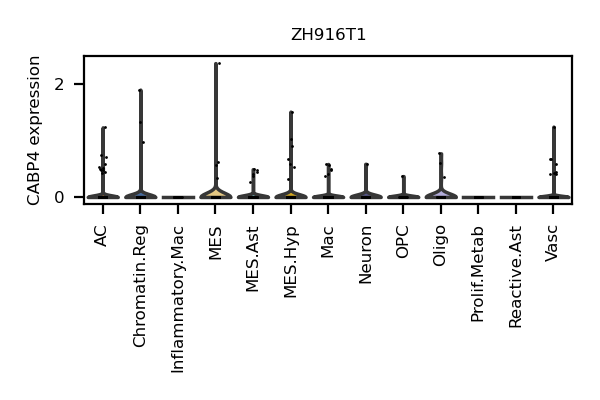 ZH916T1
CABP4 expression
2
0
AC
Chromatin.Reg
Inflammatory.Mac
MES
MES.Ast
MES.Hyp
Mac
Neuron
OPC
Oligo
Prolif.Metab
Reactive.Ast
Vasc